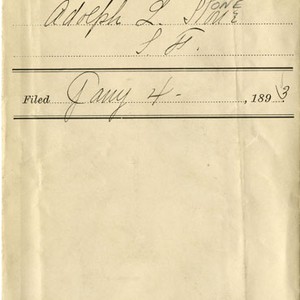 Adolph L. Stone
STONE
S F.
Filed Jany 4- , 1893